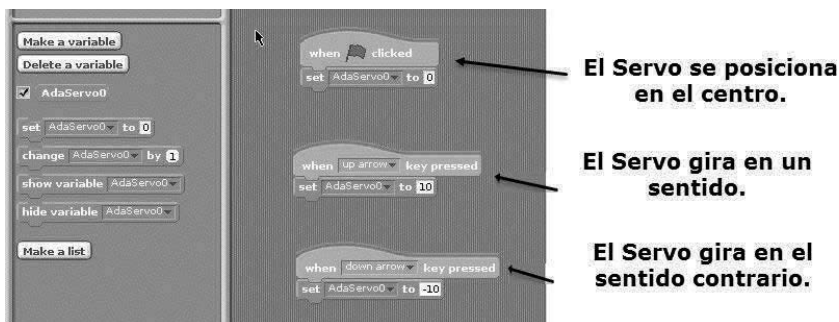 Make a variable
Delete a variable
AdaServo0
set AdaServo0 to 0
change AdaServo0 by 1
show variable AdaServo0
hide variable AdaServo0
Make a list
when clicked
set AdaServo0 to 0
El Servo se posiciona
en el centro.
when up arrow key pressed
set AdaServo0 to 10
El Servo gira en un
sentido.
when down arrow key pressed
set AdaServo0 to -10
El Servo gira en el
sentido contrario.